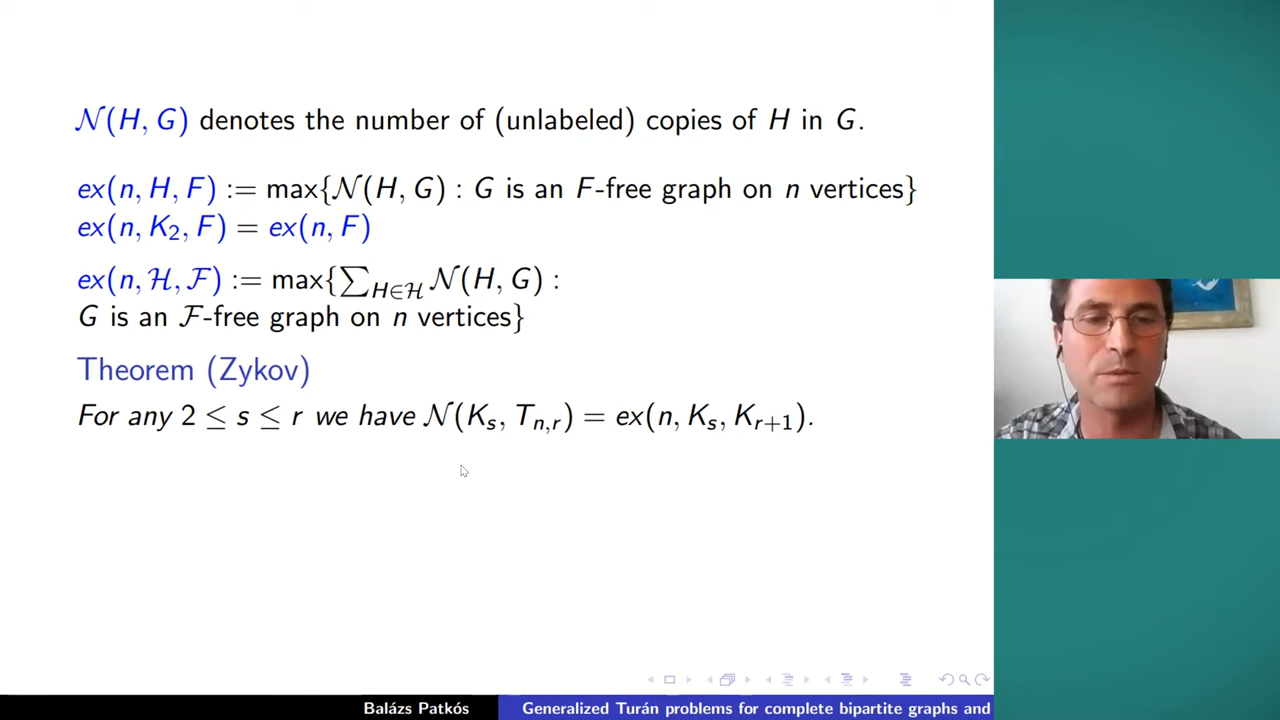 𝒩(H, G) denotes the number of (unlabeled) copies of H in G.
ex(n, H, F) := max{𝒩(H, G) : G is an F-free graph on n vertices}
ex(n, K₂, F) = ex(n, F)
ex(n, ℋ, ℱ) := max{∑_{H∈ℋ} 𝒩(H, G) :
G is an ℱ-free graph on n vertices}
Theorem (Zykov)
For any 2 ≤ s ≤ r we have 𝒩(K_s, T_{n,r}) = ex(n, K_s, K_{r+1}).
Balázs Patkós
Generalized Turán problems for complete bipartite graphs and